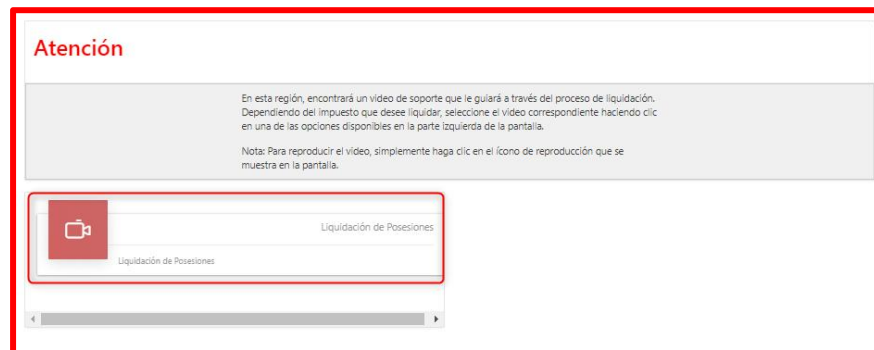 Atención
En esta región, encontrará un video de soporte que le guiará a través del proceso de liquidación.
Dependiendo del impuesto que desee liquidar, seleccione el video correspondiente haciendo clic
en una de las opciones disponibles en la parte izquierda de la pantalla.
Nota: Para reproducir el video, simplemente haga clic en el ícono de reproducción que se
muestra en la pantalla.
Liquidación de Posesiones
Liquidación de Posesiones